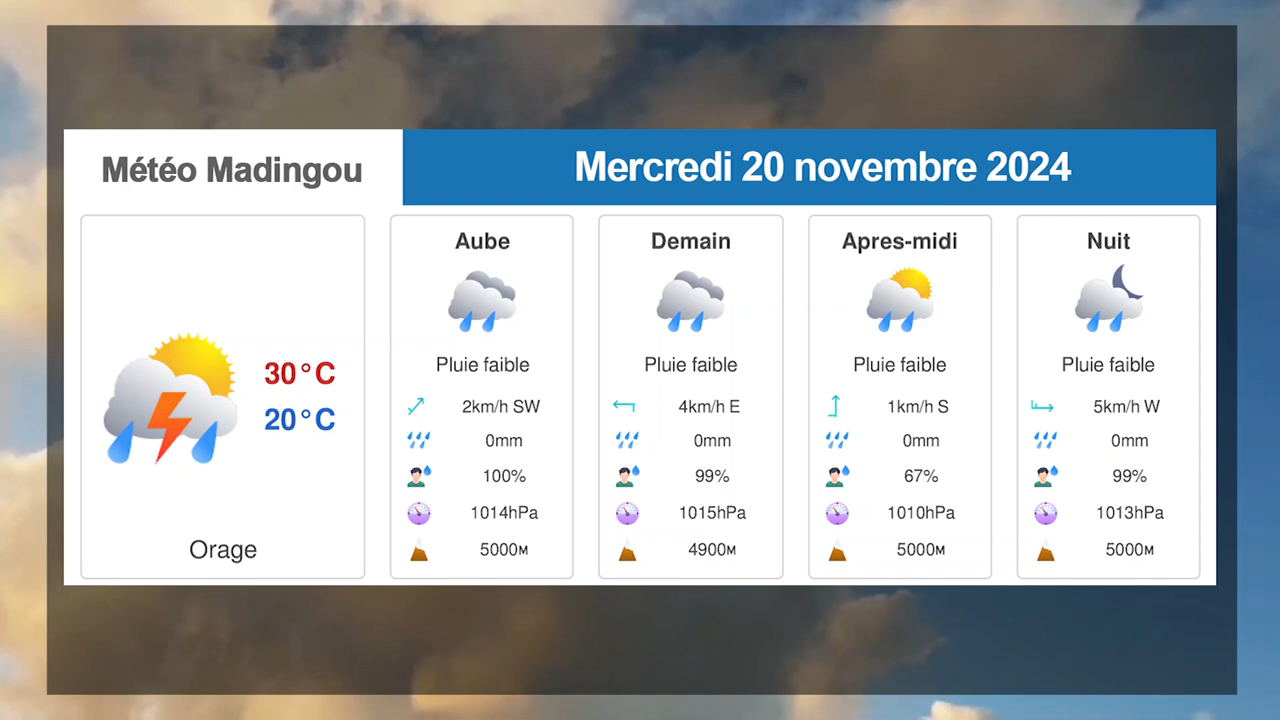 Météo Madingou
Mercredi 20 novembre 2024
30°C
20°C
Orage
Aube
Pluie faible
2km/h SW
0mm
100%
1014hPa
5000м
Demain
Pluie faible
4km/h E
0mm
99%
1015hPa
4900м
Apres-midi
Pluie faible
1km/h S
0mm
67%
1010hPa
5000м
Nuit
Pluie faible
5km/h W
0mm
99%
1013hPa
5000м